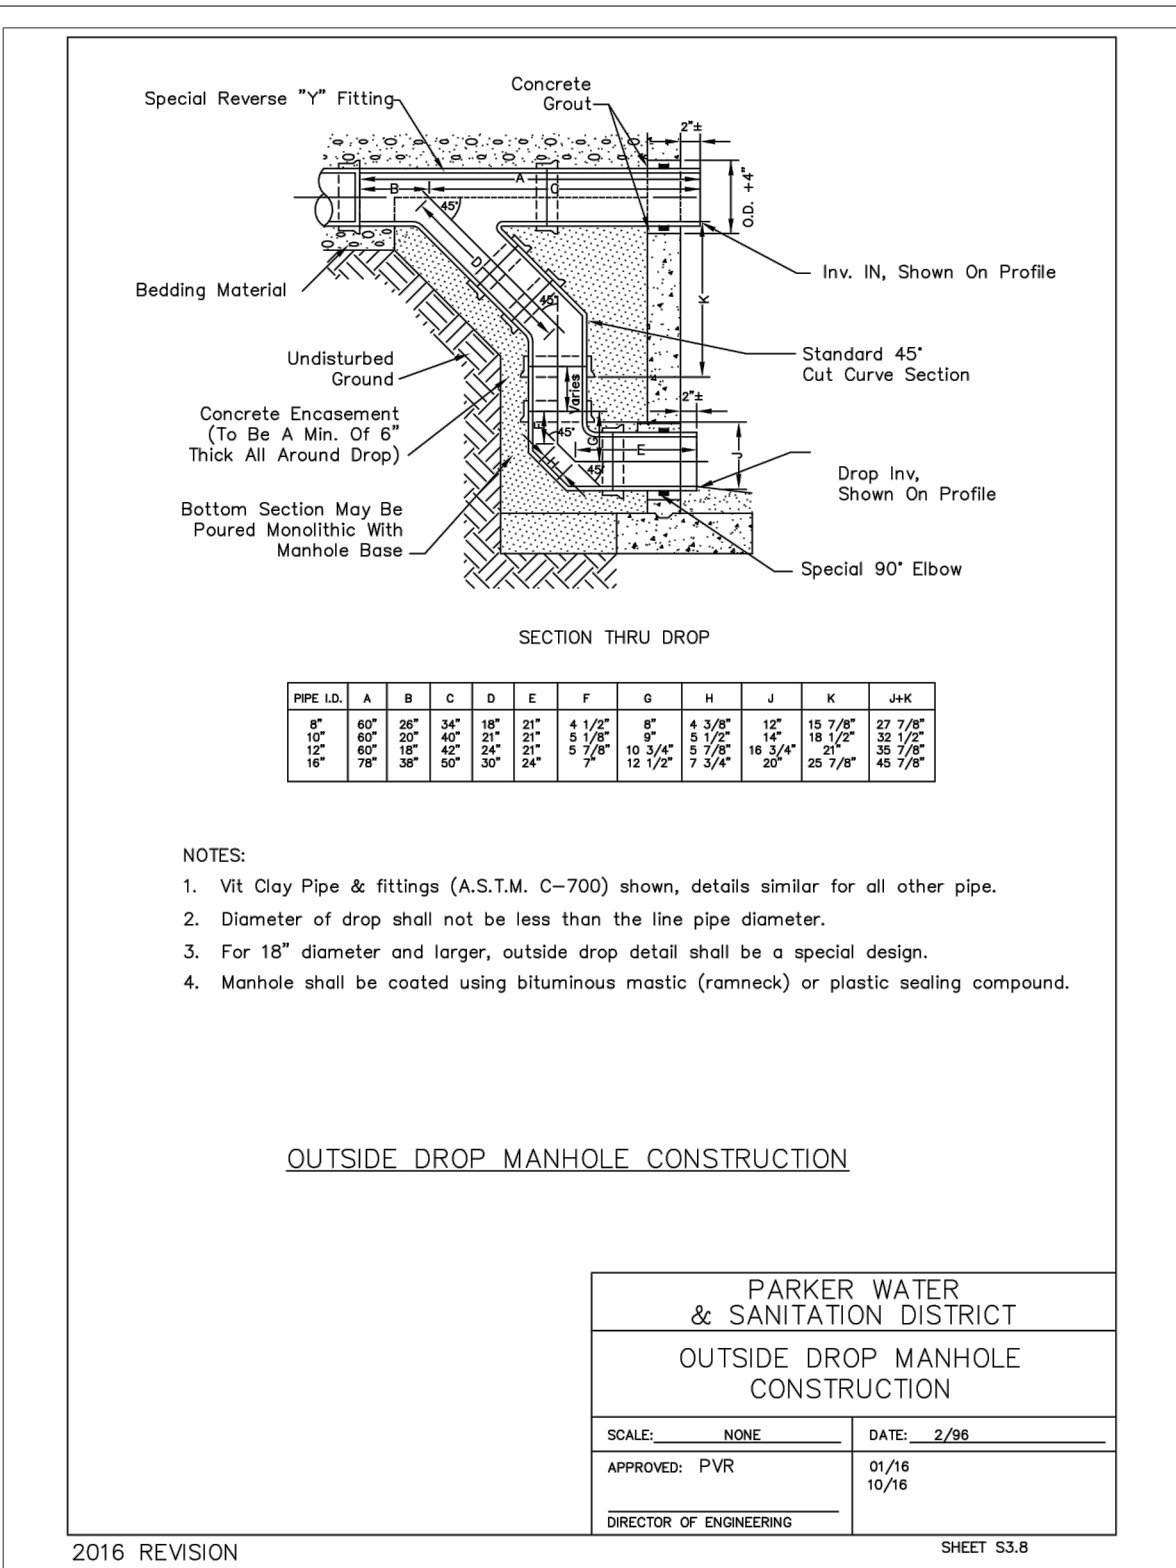 Special Reverse "Y" Fitting
Concrete
Grout
2"±
A
B
C
45°
O.D. +4"
D
Inv. IN, Shown On Profile
Bedding Material
K
45°
Undisturbed
Ground
Standard 45°
Cut Curve Section
Varies
2"±
Concrete Encasement
(To Be A Min. Of 6"
Thick All Around Drop)
F
45°
G
E
J
H
45°
Drop Inv,
Shown On Profile
Bottom Section May Be
Poured Monolithic With
Manhole Base
Special 90° Elbow
SECTION THRU DROP
PIPE I.D. A B C D E F G H J K J+K
8" 60" 26" 34" 18" 21" 4 1/2" 8" 4 3/8" 12" 15 7/8" 27 7/8"
10" 60" 20" 40" 21" 21" 5 1/8" 9" 5 1/2" 14" 18 1/2" 32 1/2"
12" 60" 18" 42" 24" 21" 5 7/8" 10 3/4" 5 7/8" 16 3/4" 21" 35 7/8"
16" 78" 38" 50" 30" 24" 7" 12 1/2" 7 3/4" 20" 25 7/8" 45 7/8"
NOTES:
1. Vit Clay Pipe & fittings (A.S.T.M. C-700) shown, details similar for all other pipe.
2. Diameter of drop shall not be less than the line pipe diameter.
3. For 18" diameter and larger, outside drop detail shall be a special design.
4. Manhole shall be coated using bituminous mastic (ramneck) or plastic sealing compound.
OUTSIDE DROP MANHOLE CONSTRUCTION
PARKER WATER
& SANITATION DISTRICT
OUTSIDE DROP MANHOLE
CONSTRUCTION
SCALE: NONE
DATE: 2/96
APPROVED: PVR
01/16
10/16
DIRECTOR OF ENGINEERING
2016 REVISION
SHEET S3.8